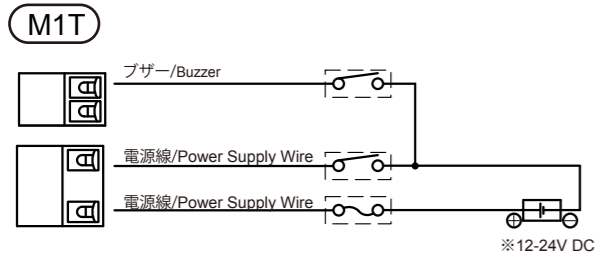 M1T
ブザー/Buzzer
電源線/Power Supply Wire
電源線/Power Supply Wire
※12-24V DC